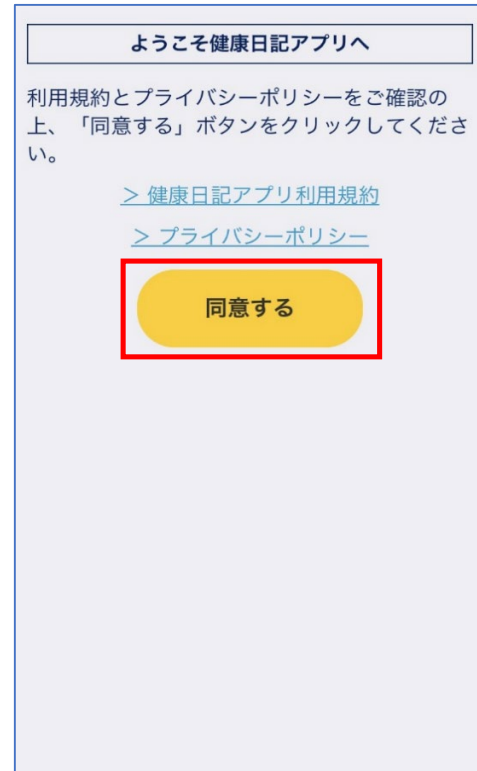 ようこそ健康日記アプリへ
利用規約とプライバシーポリシーをご確認の
上、「同意する」ボタンをクリックしてくださ
い。
> 健康日記アプリ利用規約
> プライバシーポリシー
同意する